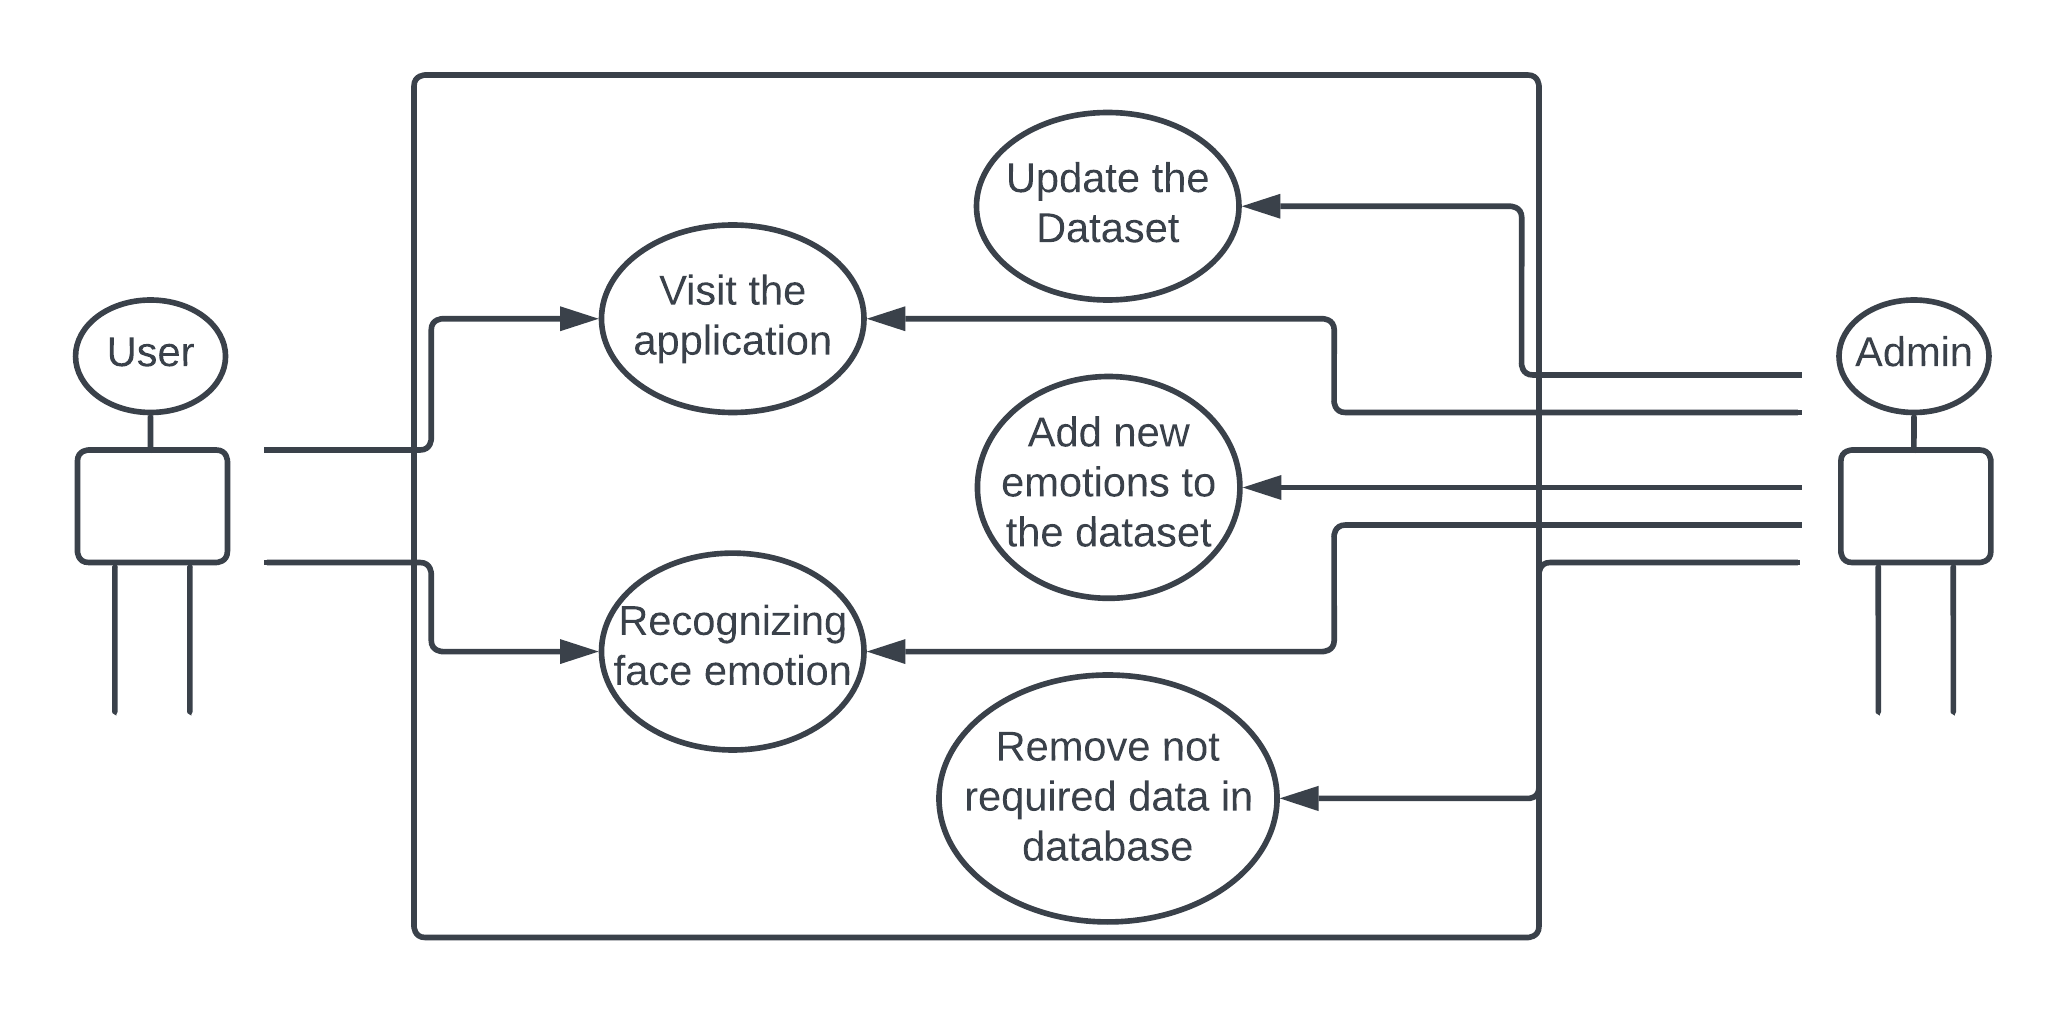 Update the
Dataset
Visit the
application
User
Admin
Add new
emotions to
the dataset
Recognizing
face emotion
Remove not
required data in
database